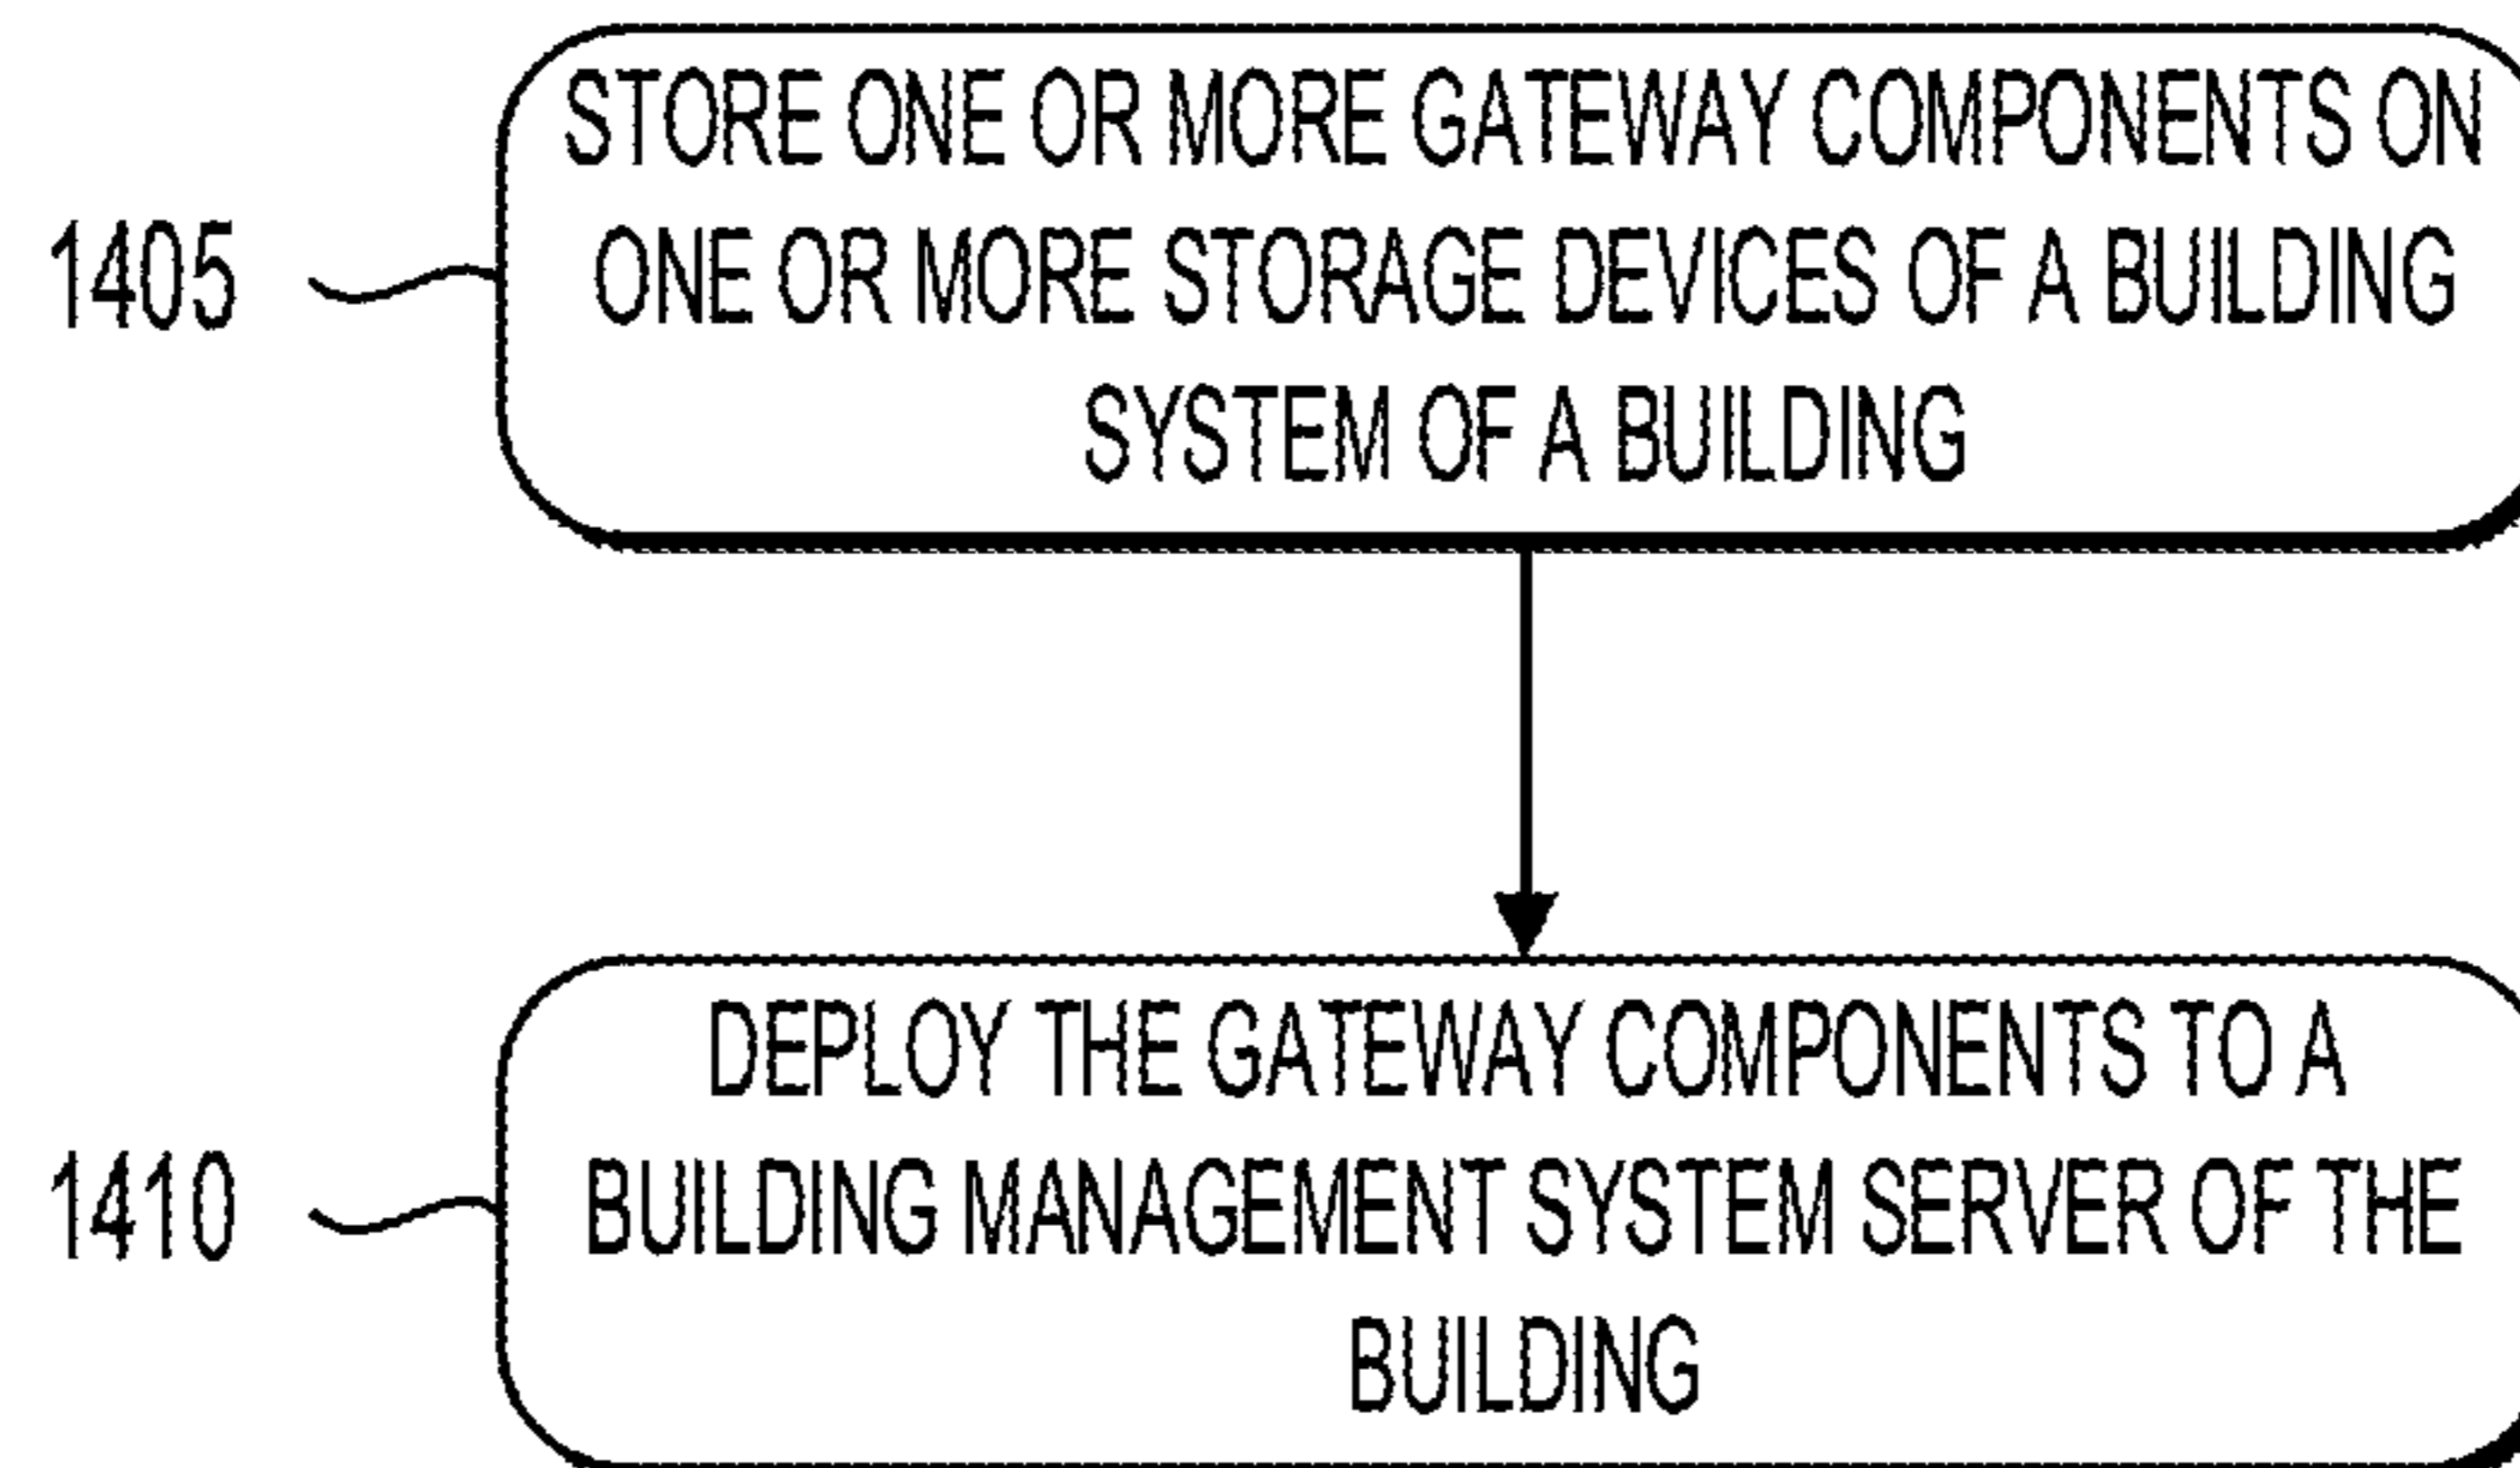 STORE ONE OR MORE GATEWAY COMPONENTS ON
1405
ONE OR MORE STORAGE DEVICES OF A BUILDING
SYSTEM OF A BUILDING
DEPLOY THE GATEWAY COMPONENTS TO A
1410
BUILDING MANAGEMENT SYSTEM SERVER OF THE
BUILDING